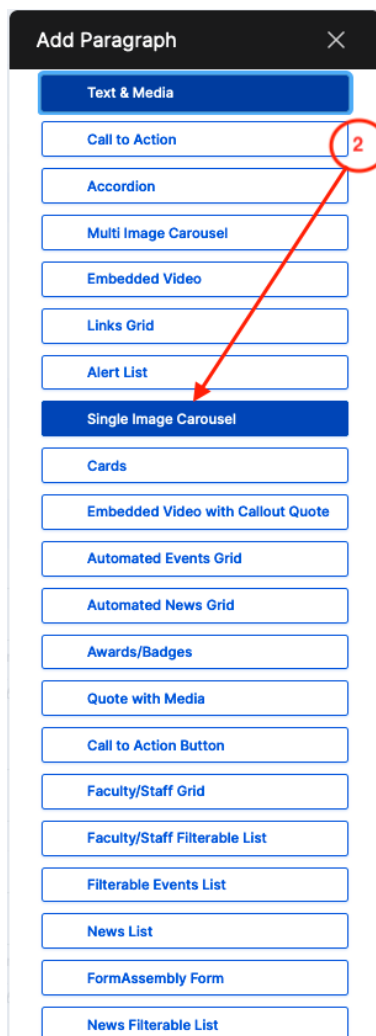 Add Paragraph
Text & Media
Call to Action
2
Accordion
Multi Image Carousel
Embedded Video
Links Grid
Alert List
Single Image Carousel
Cards
Embedded Video with Callout Quote
Automated Events Grid
Automated News Grid
Awards/Badges
Quote with Media
Call to Action Button
Faculty/Staff Grid
Faculty/Staff Filterable List
Filterable Events List
News List
FormAssembly Form
News Filterable List